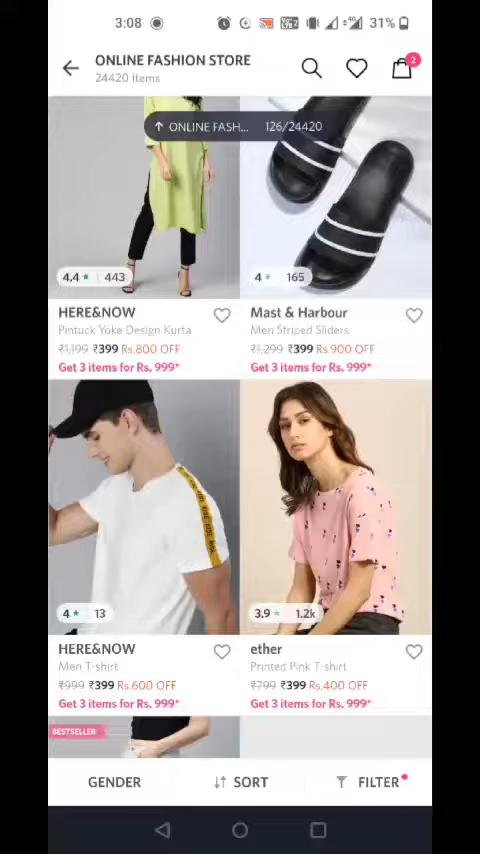 3:08
31%
ONLINE FASHION STORE
2
24420 Items
ONLINE FASH... 126/24420
4.4 443
4 165
HERE&NOW
Pintuck Yoke Design Kurta
₹1,199 ₹399 Rs.800 OFF
Get 3 items for Rs. 999*
Mast & Harbour
Men Striped Sliders
₹1,299 ₹399 Rs.900 OFF
Get 3 items for Rs. 999*
4 13
3.9 1.2k
HERE&NOW
Men T-shirt
₹999 ₹399 Rs.600 OFF
Get 3 items for Rs. 999*
ether
Printed Pink T-shirt
₹799 ₹399 Rs.400 OFF
Get 3 items for Rs. 999*
BESTSELLER
GENDER
SORT
FILTER